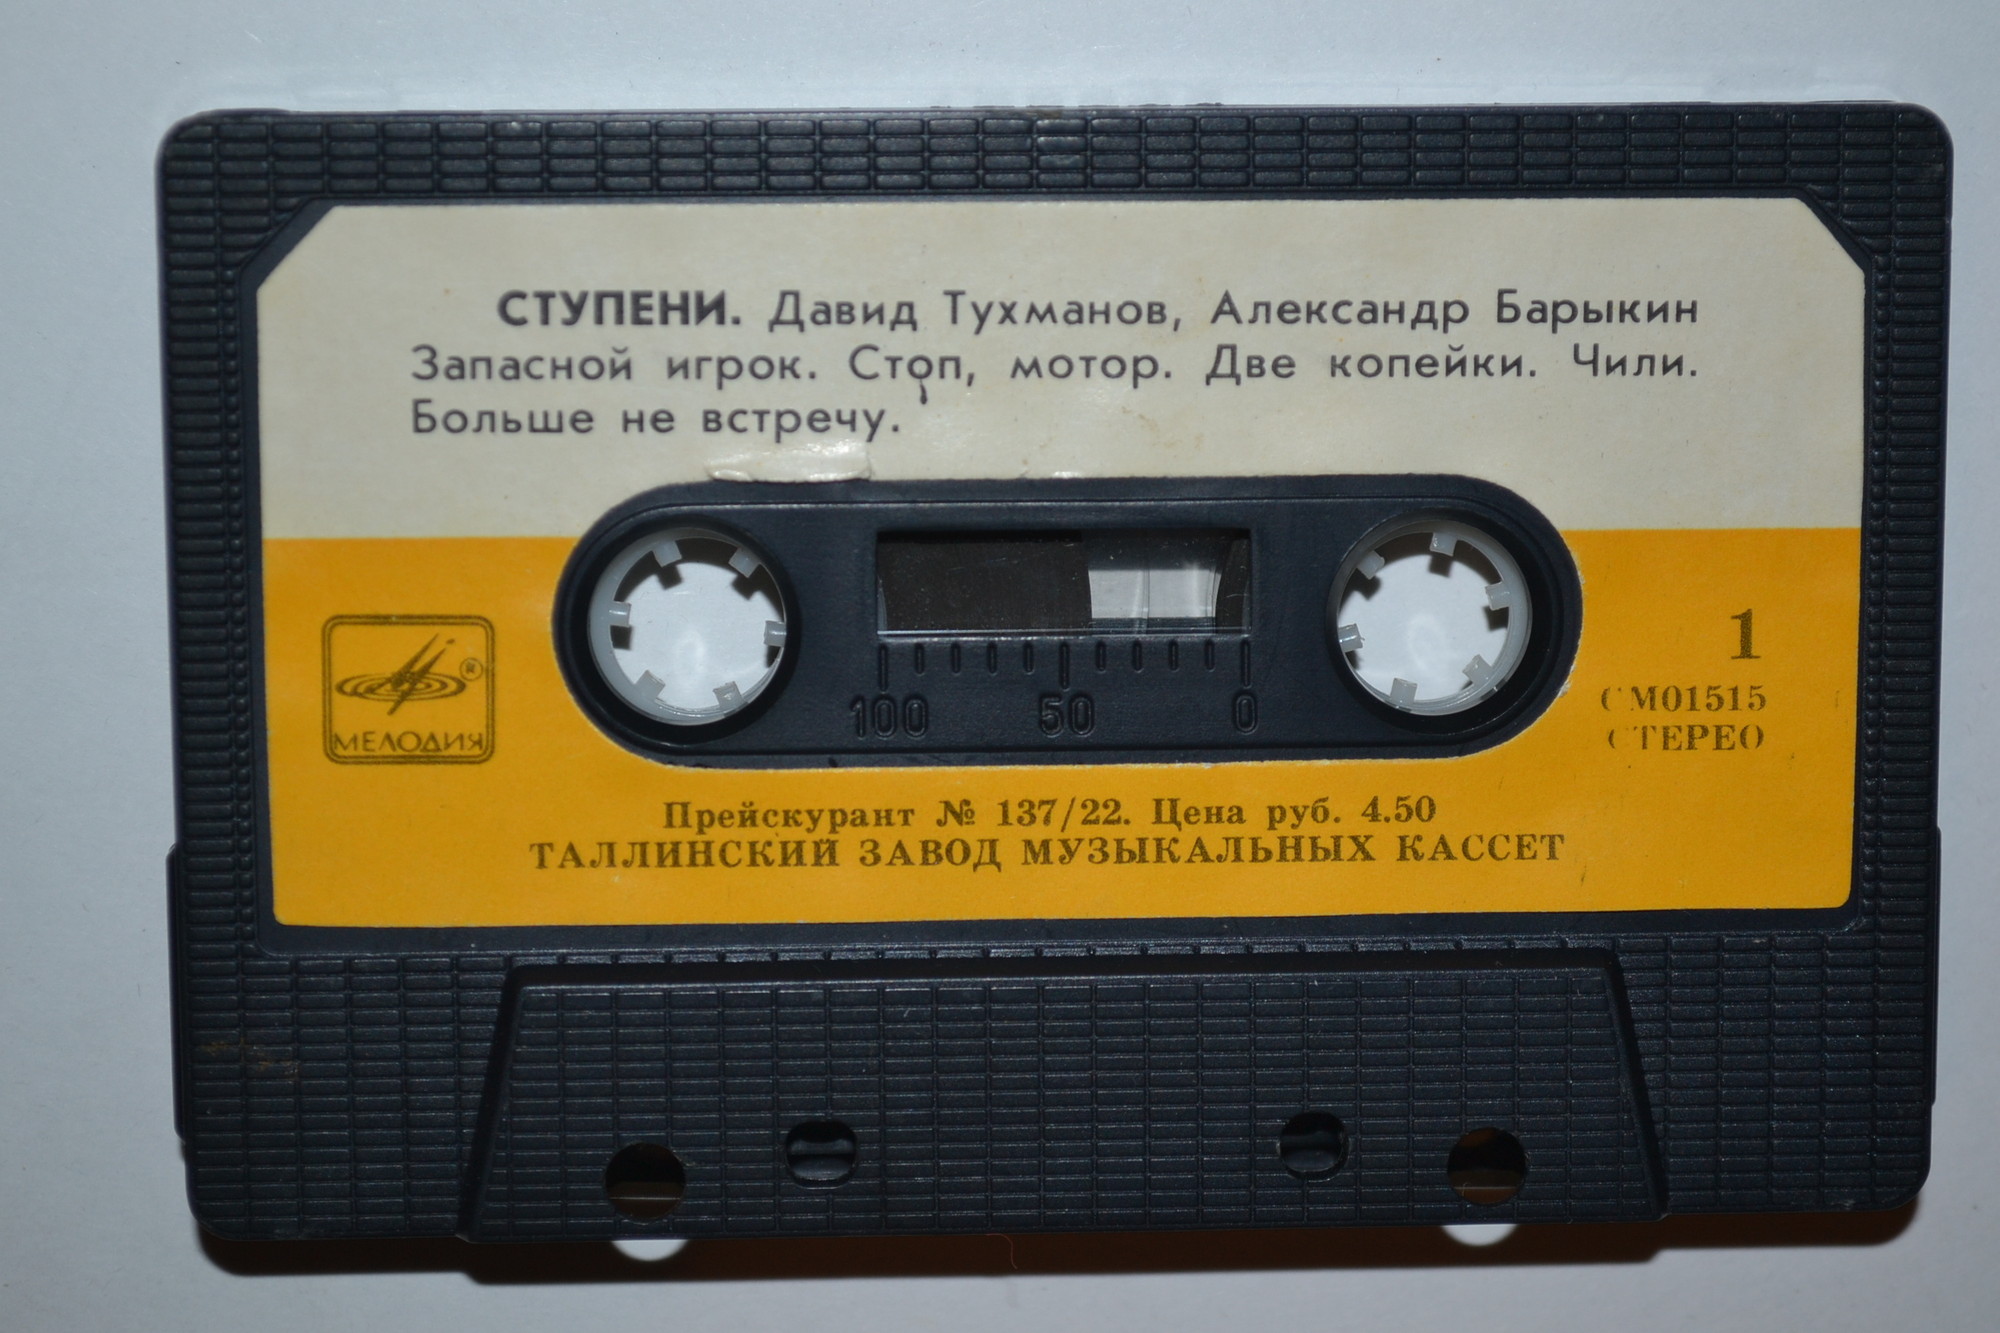 СТУПЕНИ. Давид Тухманов, Александр Барыкин
Запасной игрок. Стоп, мотор. Две копейки. Чили.
Больше не встречу.
®
МЕЛОДИЯ
100 50 0
1
СМ01515
СТЕРЕО
Прейскурант № 137/22. Цена руб. 4.50
ТАЛЛИНСКИЙ ЗАВОД МУЗЫКАЛЬНЫХ КАССЕТ